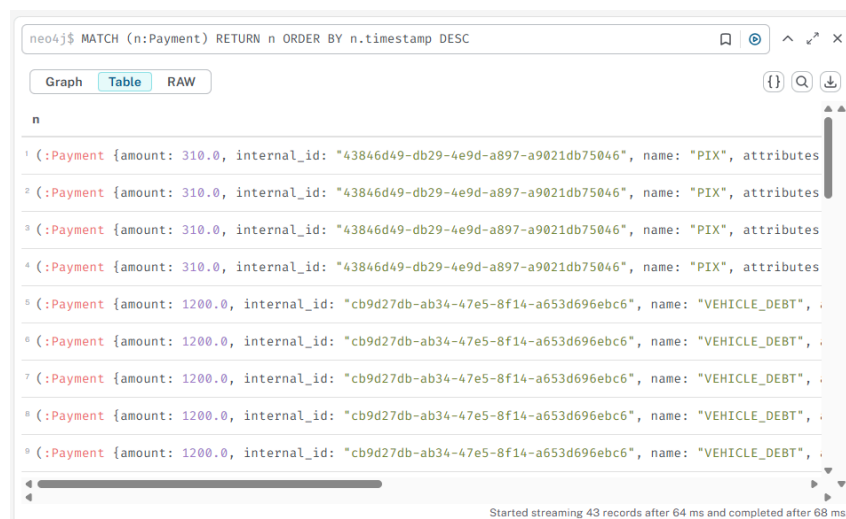 neo4j$ MATCH (n:Payment) RETURN n ORDER BY n.timestamp DESC
Graph Table RAW
n
1 (:Payment {amount: 310.0, internal_id: "43846d49-db29-4e9d-a897-a9021db75046", name: "PIX", attributes
2 (:Payment {amount: 310.0, internal_id: "43846d49-db29-4e9d-a897-a9021db75046", name: "PIX", attributes
3 (:Payment {amount: 310.0, internal_id: "43846d49-db29-4e9d-a897-a9021db75046", name: "PIX", attributes
4 (:Payment {amount: 310.0, internal_id: "43846d49-db29-4e9d-a897-a9021db75046", name: "PIX", attributes
5 (:Payment {amount: 1200.0, internal_id: "cb9d27db-ab34-47e5-8f14-a653d696ebc6", name: "VEHICLE_DEBT",
6 (:Payment {amount: 1200.0, internal_id: "cb9d27db-ab34-47e5-8f14-a653d696ebc6", name: "VEHICLE_DEBT",
7 (:Payment {amount: 1200.0, internal_id: "cb9d27db-ab34-47e5-8f14-a653d696ebc6", name: "VEHICLE_DEBT",
8 (:Payment {amount: 1200.0, internal_id: "cb9d27db-ab34-47e5-8f14-a653d696ebc6", name: "VEHICLE_DEBT",
9 (:Payment {amount: 1200.0, internal_id: "cb9d27db-ab34-47e5-8f14-a653d696ebc6", name: "VEHICLE_DEBT",
Started streaming 43 records after 64 ms and completed after 68 ms